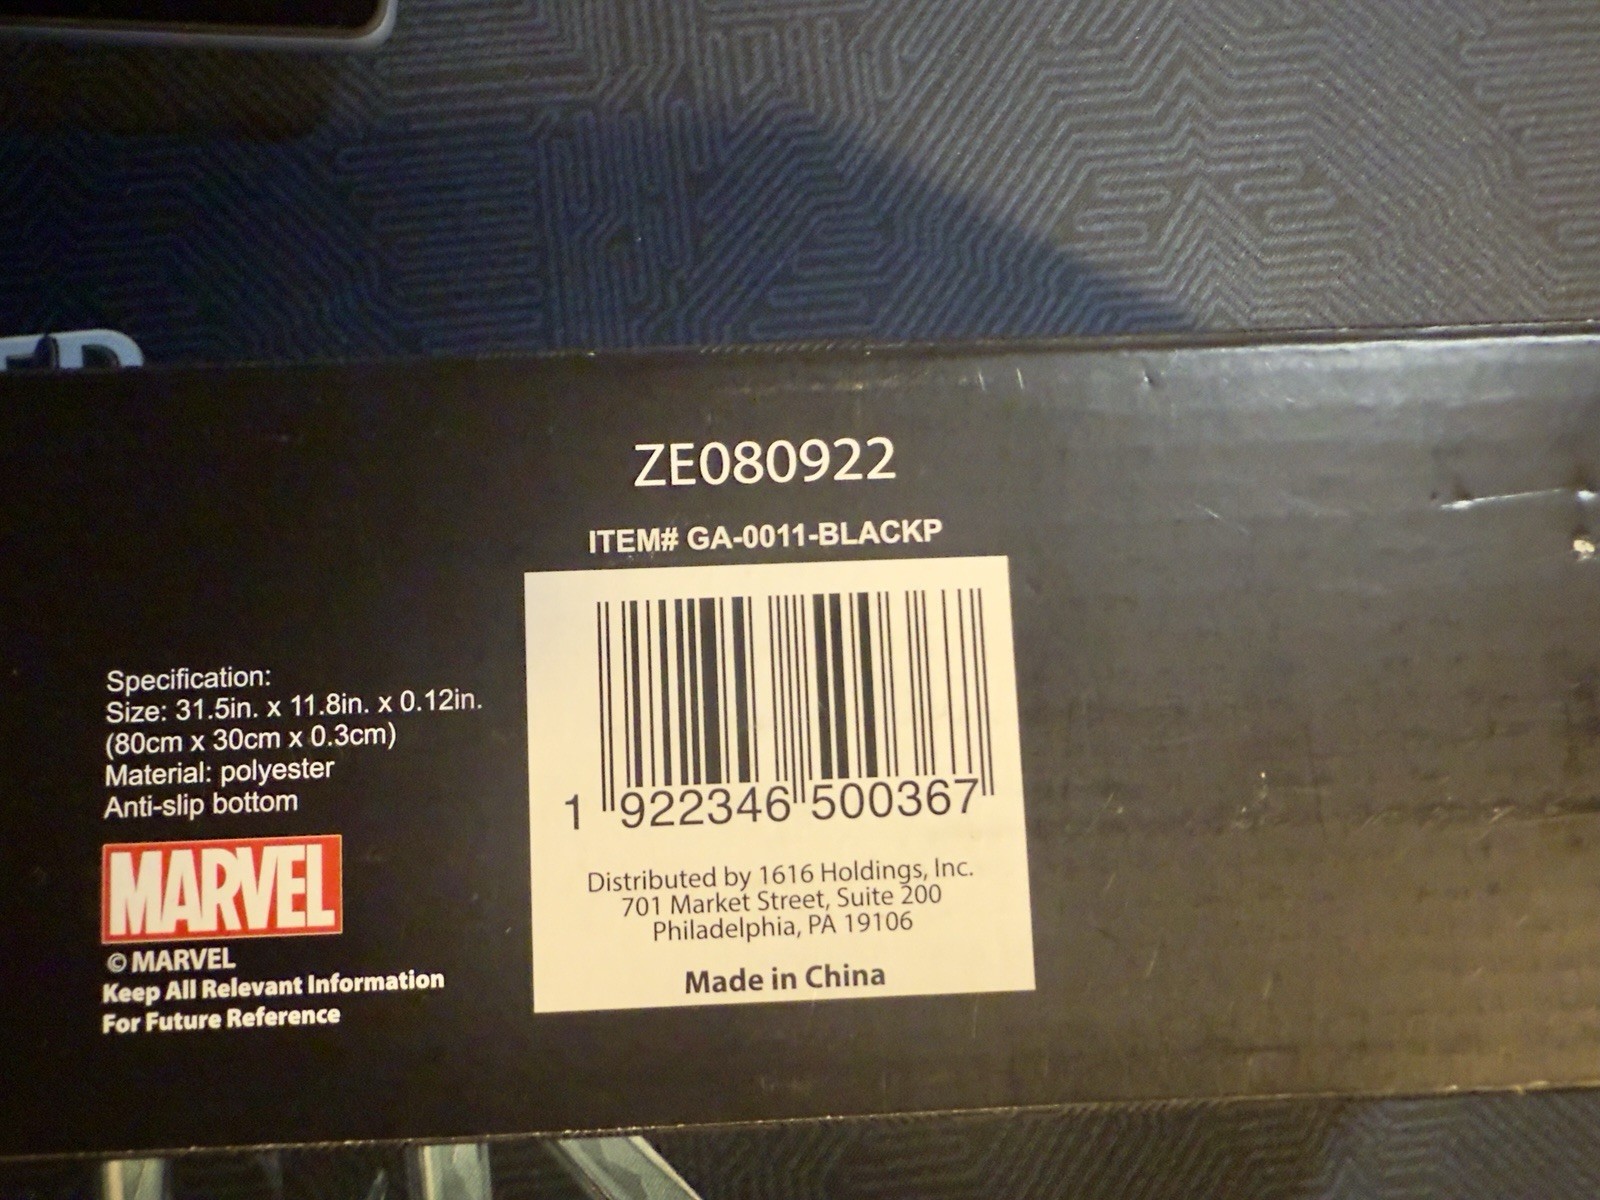 ZE080922
ITEM# GA-0011-BLACKP
Specification:
Size: 31.5in. x 11.8in. x 0.12in.
(80cm x 30cm x 0.3cm)
Material: polyester
Anti-slip bottom
MARVEL
© MARVEL
Keep All Relevant Information
For Future Reference
1 922346 500367
Distributed by 1616 Holdings, Inc.
701 Market Street, Suite 200
Philadelphia, PA 19106
Made in China